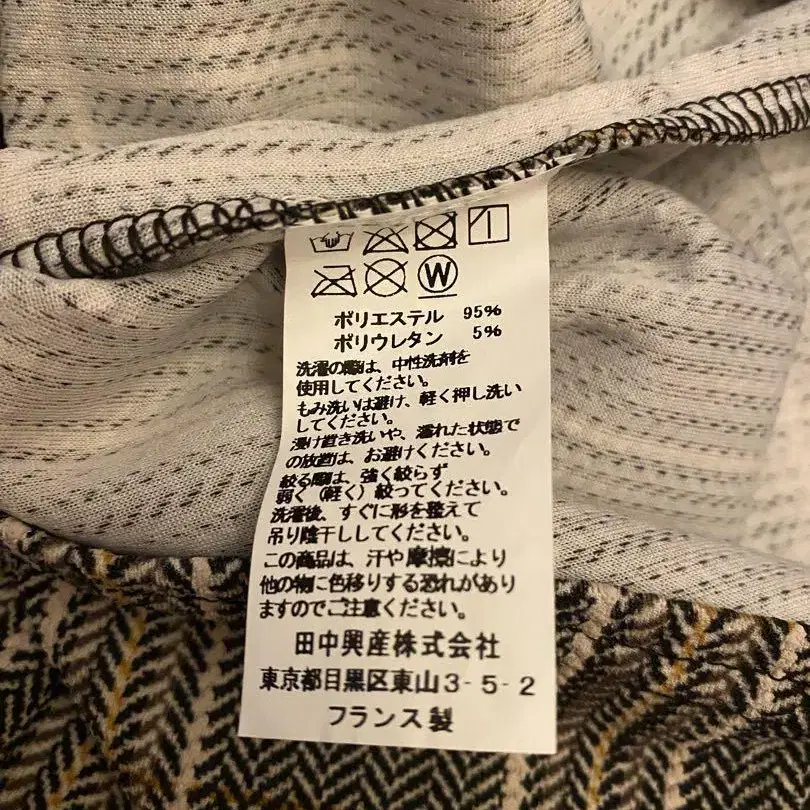 W
ポリエステル 95%
ポリウレタン 5%
洗濯の際は、中性洗剤を
使用してください。
もみ洗いは避け、軽く押し洗い
してください。
浸け置き洗いや、濡れた状態で
の放置は、お避けください。
絞る際は、強く絞らず
弱く（軽く）絞ってください。
洗濯後、すぐに形を整えて
吊り陰干ししてください。
この商品は、汗や摩擦により
他の物に色移りする恐れがあり
ますのでご注意ください。
田中興産株式会社
東京都目黒区東山3-5-2
フランス製